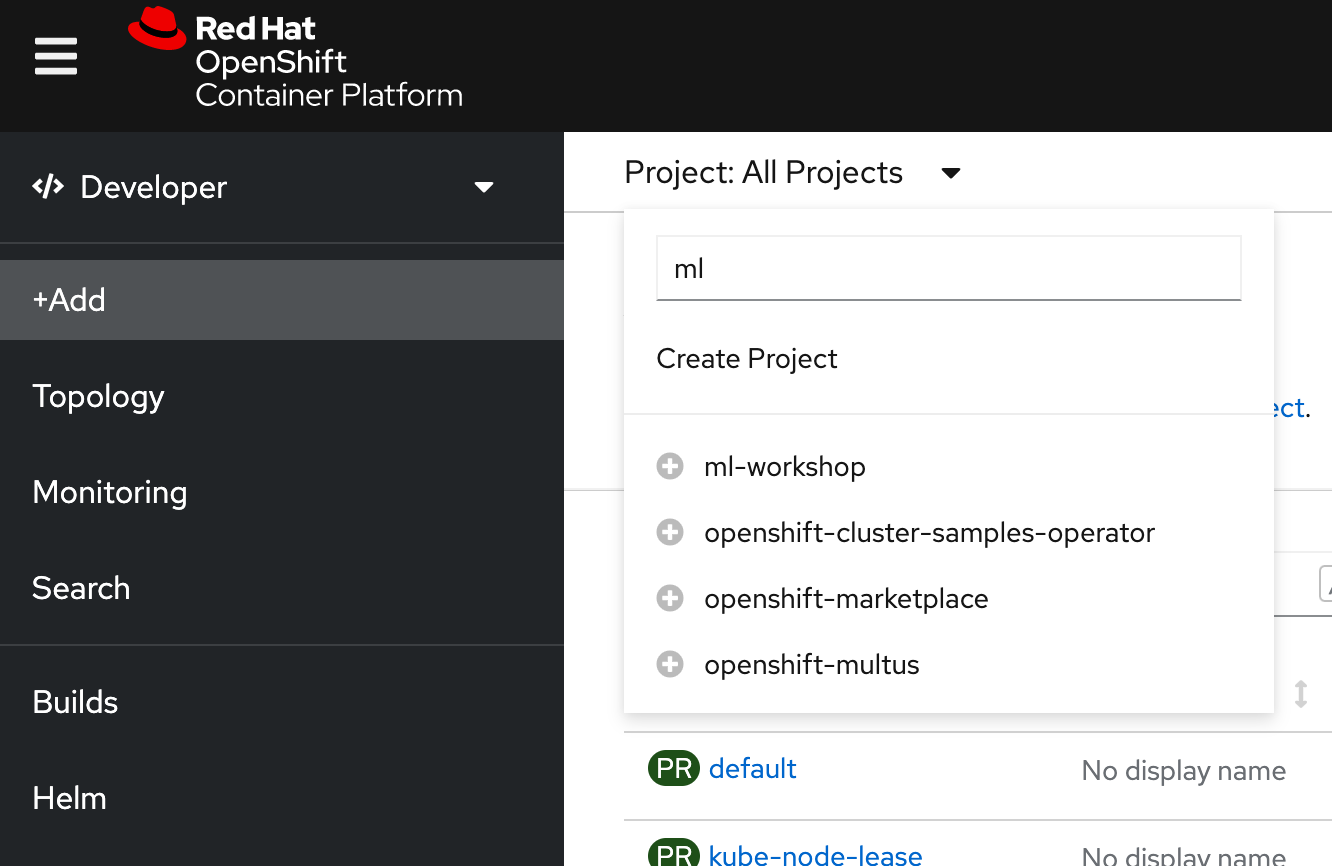 Red Hat
OpenShift
Container Platform
Developer
+Add
Topology
Monitoring
Search
Builds
Helm
Project: All Projects
ml
Create Project
ect.
ml-workshop
openshift-cluster-samples-operator
openshift-marketplace
openshift-multus
PR default No display name
PR kube-node-lease No display name